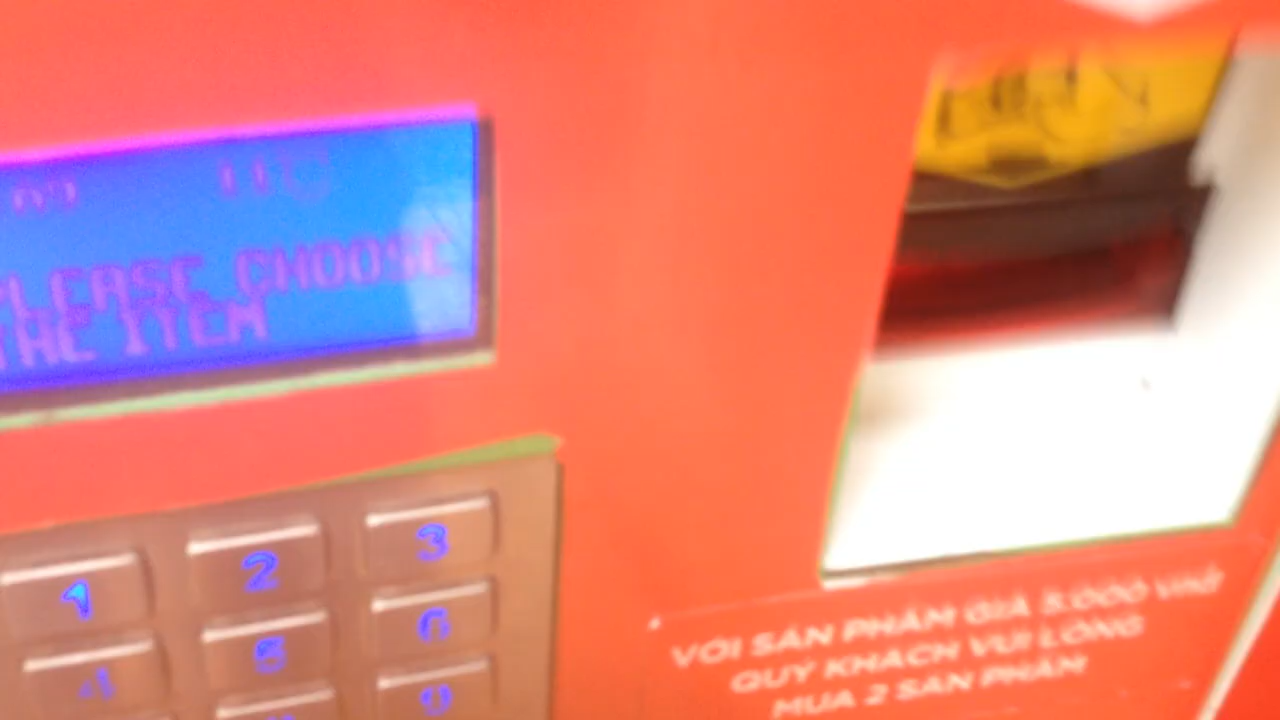 PLEASE CHOOSE
THE ITEM
1
2
3
4
5
6
9
VỚI SẢN PHẨM GIÁ 5.000 VNĐ
QUÝ KHÁCH VUI LÒNG
MUA 2 SẢN PHẨM